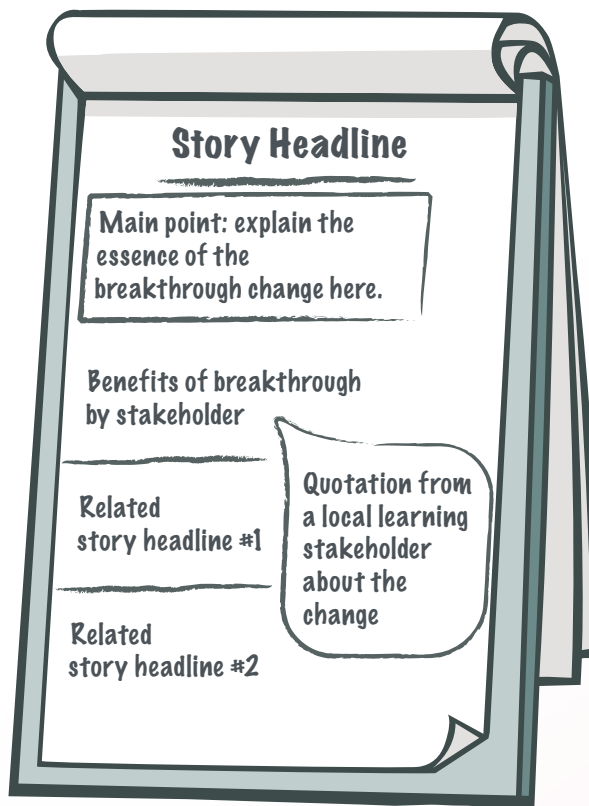 Story Headline
Main point: explain the
essence of the
breakthrough change here.
Benefits of breakthrough
by stakeholder
Related
story headline #1
Related
story headline #2
Quotation from
a local learning
stakeholder
about the
change